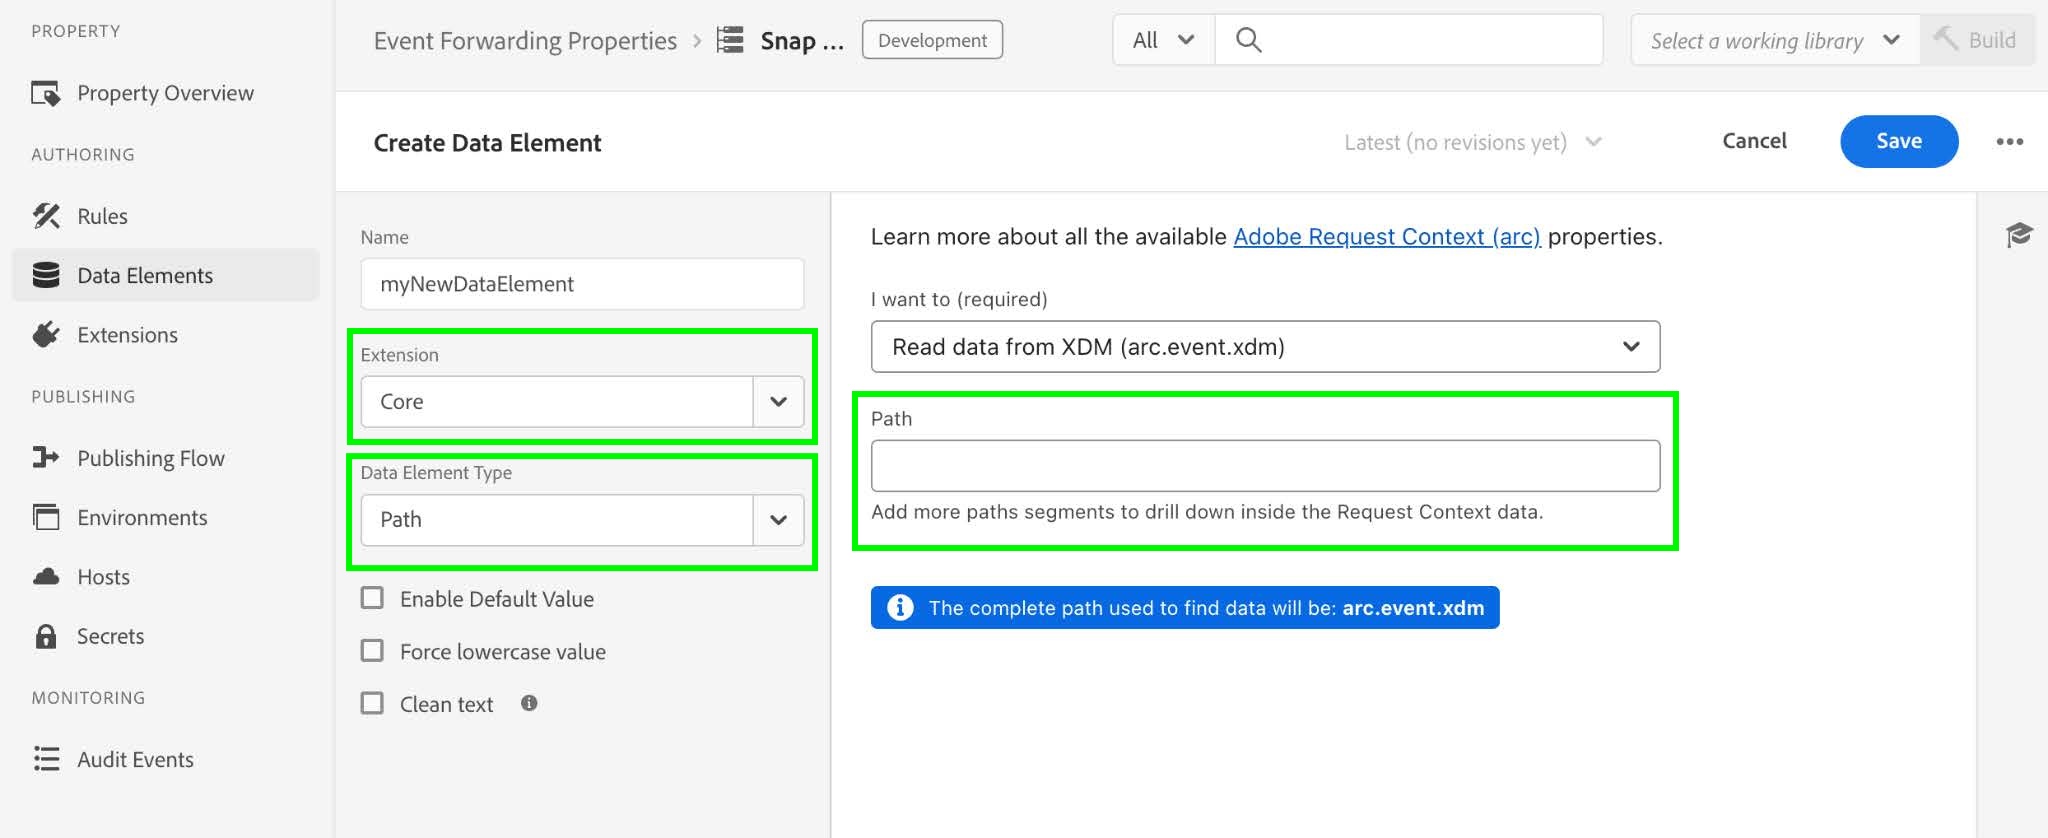 PROPERTY
Property Overview
AUTHORING
Rules
Data Elements
Extensions
PUBLISHING
Publishing Flow
Environments
Hosts
Secrets
MONITORING
Audit Events
Event Forwarding Properties > Snap ... Development
All
Select a working library
Build
Create Data Element
Latest (no revisions yet)
Cancel
Save
Name
myNewDataElement
Extension
Core
Data Element Type
Path
Enable Default Value
Force lowercase value
Clean text
Learn more about all the available Adobe Request Context (arc) properties.
I want to (required)
Read data from XDM (arc.event.xdm)
Path
Add more paths segments to drill down inside the Request Context data.
The complete path used to find data will be: arc.event.xdm